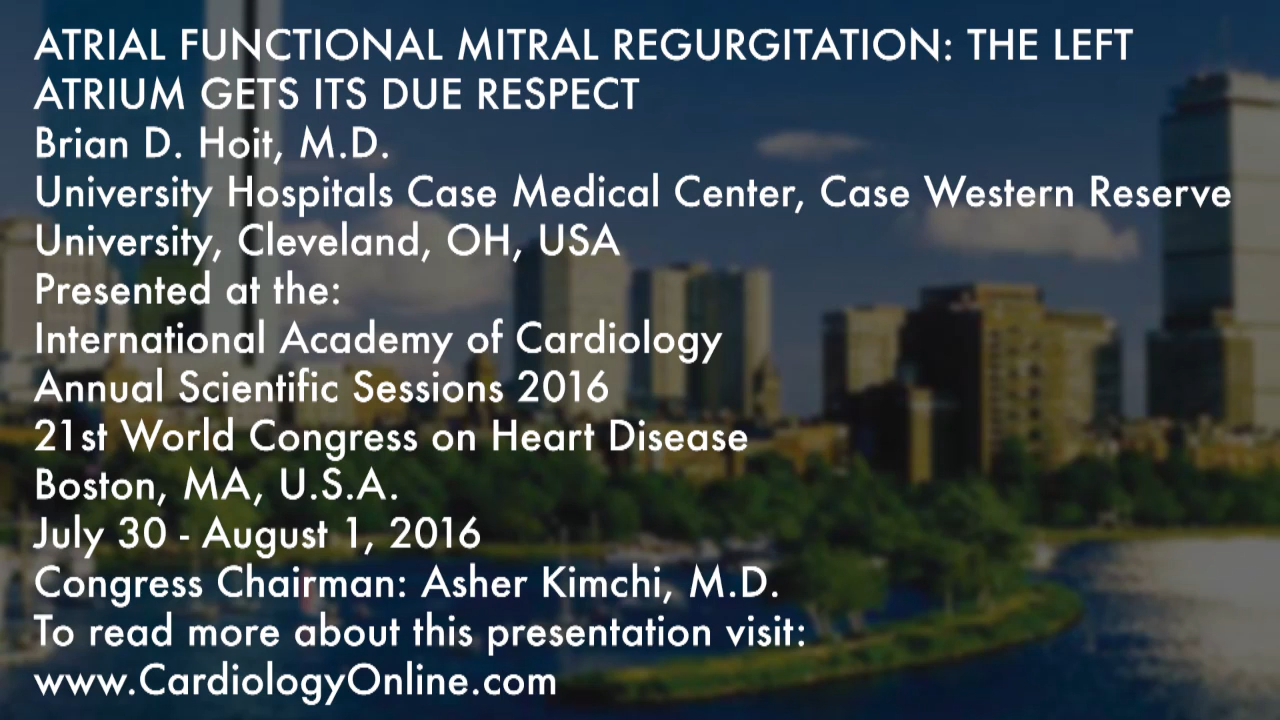 ATRIAL FUNCTIONAL MITRAL REGURGITATION: THE LEFT
ATRIUM GETS ITS DUE RESPECT
Brian D. Hoit, M.D.
University Hospitals Case Medical Center, Case Western Reserve
University, Cleveland, OH, USA
Presented at the:
International Academy of Cardiology
Annual Scientific Sessions 2016
21st World Congress on Heart Disease
Boston, MA, U.S.A.
July 30 - August 1, 2016
Congress Chairman: Asher Kimchi, M.D.
To read more about this presentation visit:
www.CardiologyOnline.com